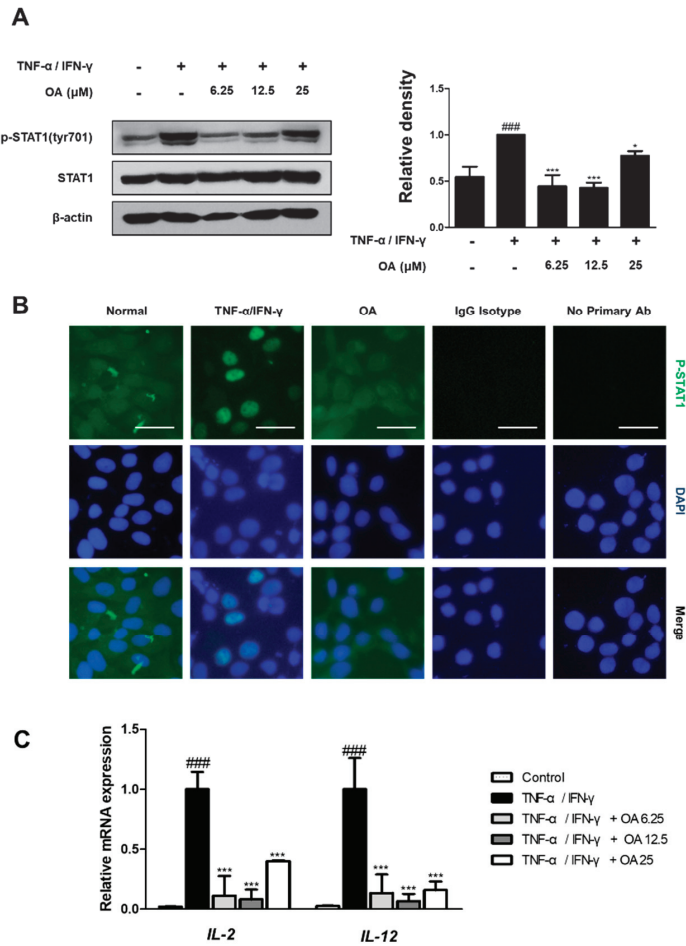 A
TNF-α / IFN-γ - + + + +
OA (μM) - - 6.25 12.5 25
p-STAT1(tyr701)
STAT1
β-actin
Relative density
1.5
1.0
0.5
0.0
###
***
***
*
TNF-α / IFN-γ - + + + +
OA (μM) - - 6.25 12.5 25
B
Normal TNF-α/IFN-γ OA IgG Isotype No Primary Ab
P-STAT1
DAPI
Merge
C
Relative mRNA expression
1.5
1.0
0.5
0.0
### ###
*** *** *** *** *** ***
IL-2 IL-12
Control
TNF-α / IFN-γ
TNF-α / IFN-γ + OA 6.25
TNF-α / IFN-γ + OA 12.5
TNF-α / IFN-γ + OA 25